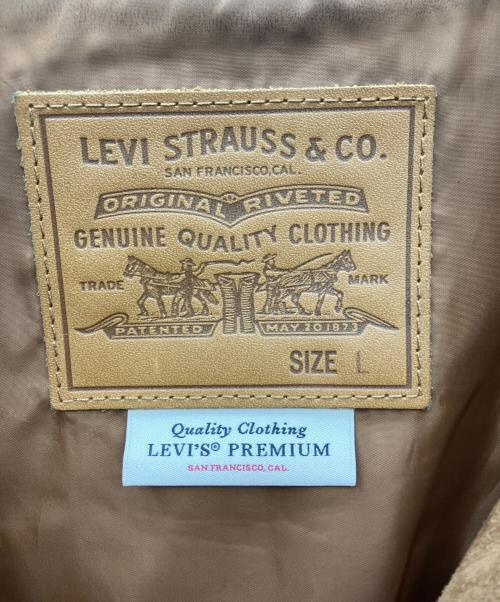 LEVI STRAUSS & CO.
SAN FRANCISCO, CAL.
ORIGINAL RIVETED
GENUINE QUALITY CLOTHING
TRADE MARK
PATENTED MAY 20 1873
SIZE L
Quality Clothing
LEVI'S® PREMIUM
SAN FRANCISCO, CAL.